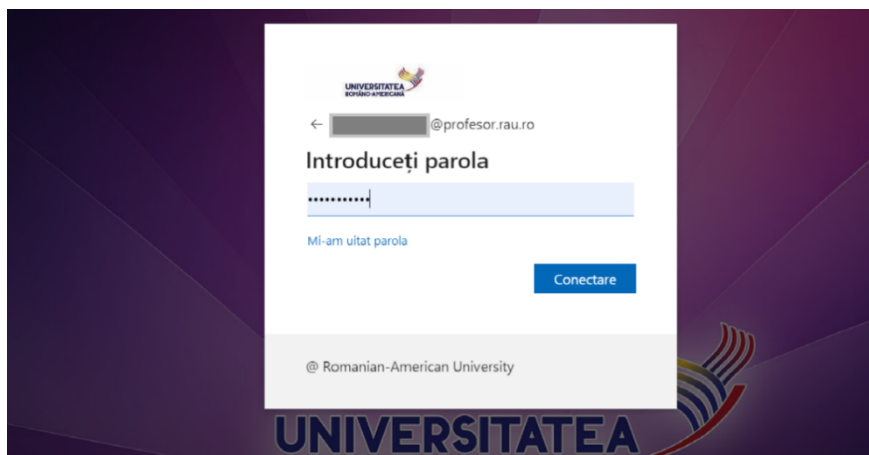 UNIVERSITATEA
ROMÂNO-AMERICANĂ
← @profesor.rau.ro
Introduceți parola
•••••••••••
Mi-am uitat parola
Conectare
@ Romanian-American University
UNIVERSITATEA